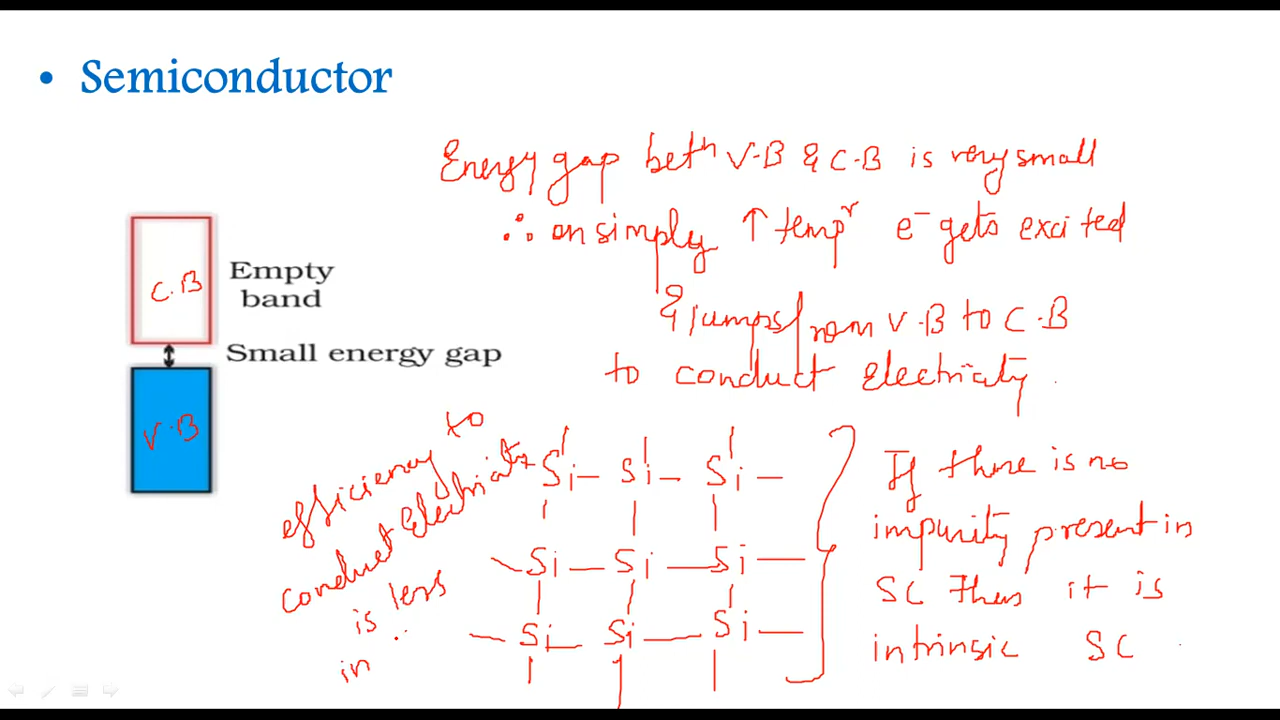 • Semiconductor
Energy gap betⁿ V.B & C.B is very small
∴ on simply ↑ tempʳ e⁻ gets excited
& jumps from V.B to C.B
to conduct Electricity.
C.B
Empty
band
Small energy gap
V.B
efficiency to
conduct Electricity
is less
in
Si – Si – Si –
– Si – Si – Si –
– Si – Si – Si –
If there is no
impurity present in
SC then it is
intrinsic SC